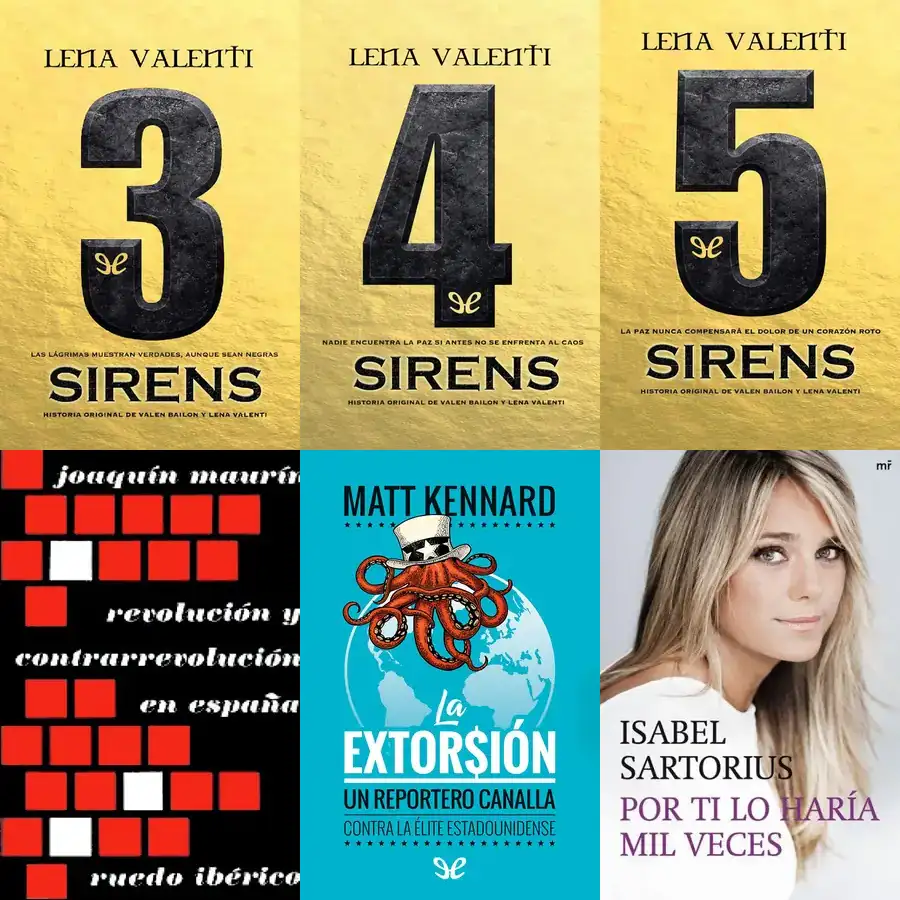 LENA VALENTI
3
LAS LÁGRIMAS MUESTRAN VERDADES, AUNQUE SEAN NEGRAS
SIRENS
HISTORIA ORIGINAL DE VALEN BAILON Y LENA VALENTI
LENA VALENTI
4
NADIE ENCUENTRA LA PAZ SI ANTES NO SE ENFRENTA AL CAOS
SIRENS
HISTORIA ORIGINAL DE VALEN BAILON Y LENA VALENTI
LENA VALENTI
5
LA PAZ NUNCA COMPENSARÁ EL DOLOR DE UN CORAZÓN ROTO
SIRENS
HISTORIA ORIGINAL DE VALEN BAILON Y LENA VALENTI
joaquín maurín
revolución y
contrarrevolución
en españa
ruedo ibérico
MATT KENNARD
La
EXTOR$IÓN
UN REPORTERO CANALLA
CONTRA LA ÉLITE ESTADOUNIDENSE
mr
ISABEL
SARTORIUS
POR TI LO HARÍA
MIL VECES